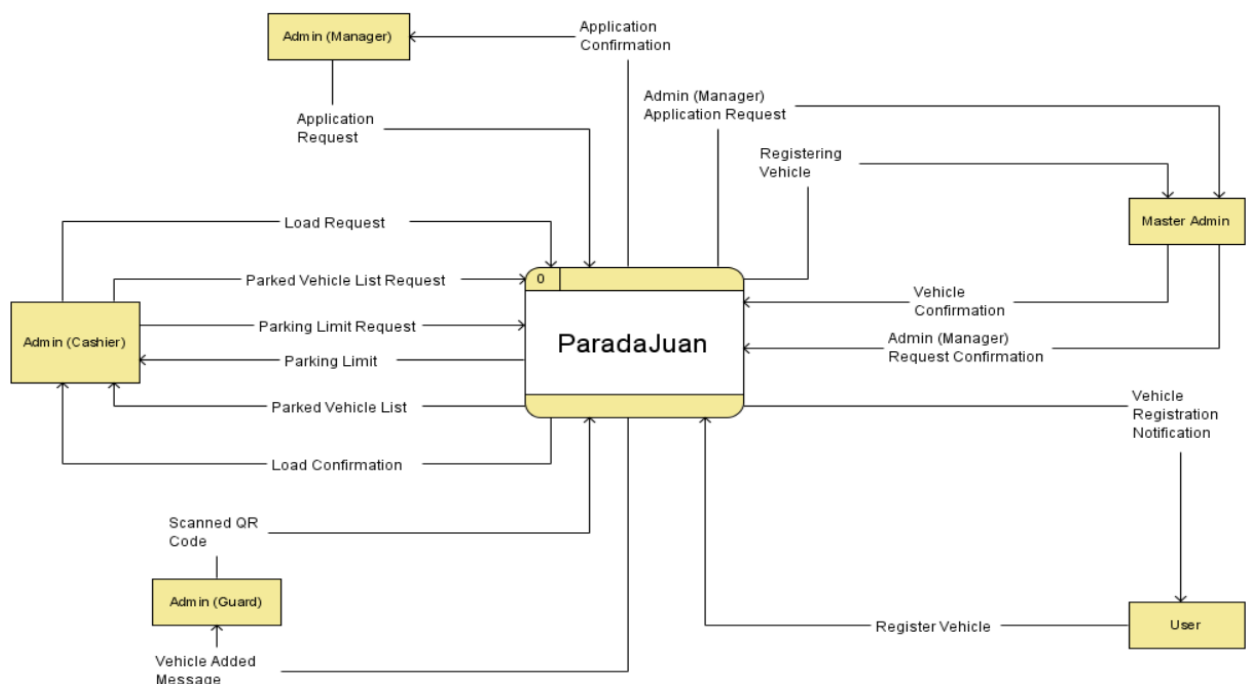 Admin (Manager)
Application
Confirmation
Application
Request
Admin (Manager)
Application Request
Registering
Vehicle
Master Admin
Load Request
Parked Vehicle List Request
0
Vehicle
Confirmation
Admin (Cashier)
Parking Limit Request
ParadaJuan
Admin (Manager)
Request Confirmation
Parking Limit
Parked Vehicle List
Vehicle
Registration
Notification
Load Confirmation
Scanned QR
Code
Admin (Guard)
Register Vehicle
User
Vehicle Added
Message